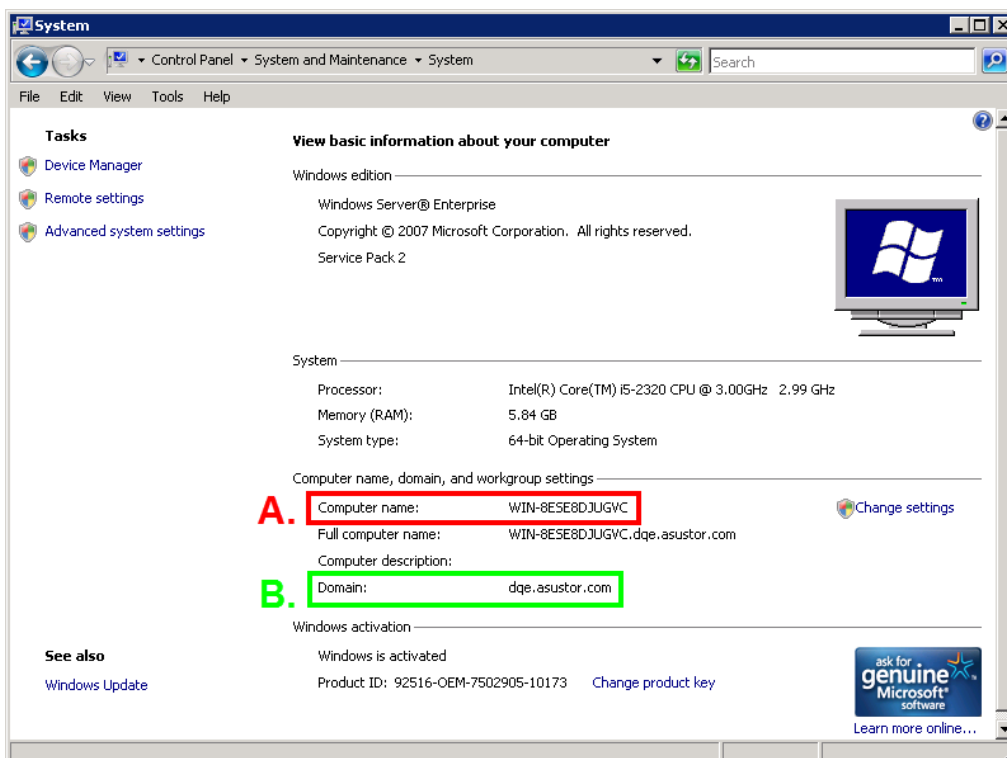 System
Control Panel System and Maintenance System
Search
File Edit View Tools Help
Tasks
Device Manager
Remote settings
Advanced system settings
View basic information about your computer
Windows edition
Windows Server® Enterprise
Copyright © 2007 Microsoft Corporation. All rights reserved.
Service Pack 2
TM
System
Processor: Intel(R) Core(TM) i5-2320 CPU @ 3.00GHz 2.99 GHz
Memory (RAM): 5.84 GB
System type: 64-bit Operating System
Computer name, domain, and workgroup settings
A. Computer name: WIN-8ESE8DJUGVC
Change settings
Full computer name: WIN-8ESE8DJUGVC.dqe.asustor.com
Computer description:
B. Domain: dqe.asustor.com
Windows activation
Windows is activated
Product ID: 92516-OEM-7502905-10173 Change product key
See also
Windows Update
ask for
genuine
Microsoft®
software
Learn more online...